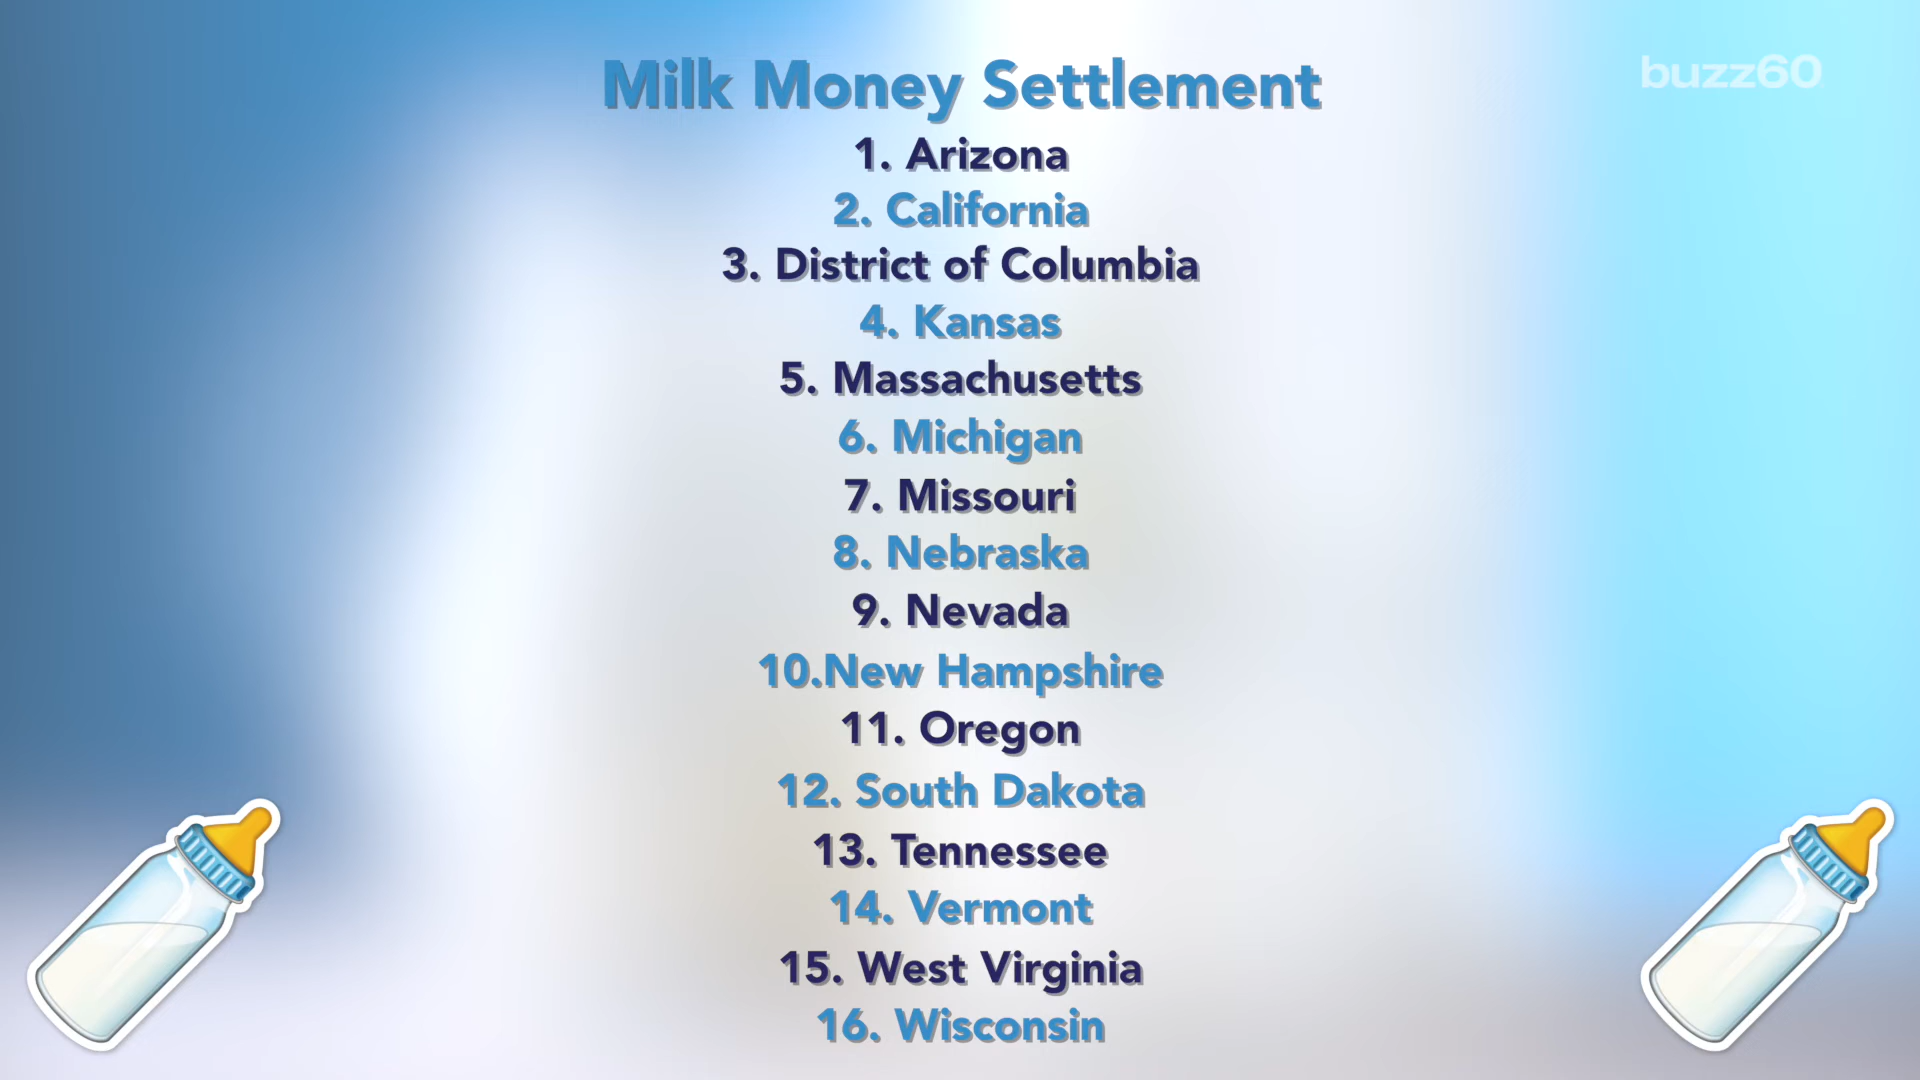 Milk Money Settlement
buzz60
1. Arizona
2. California
3. District of Columbia
4. Kansas
5. Massachusetts
6. Michigan
7. Missouri
8. Nebraska
9. Nevada
10.New Hampshire
11. Oregon
12. South Dakota
13. Tennessee
14. Vermont
15. West Virginia
16. Wisconsin